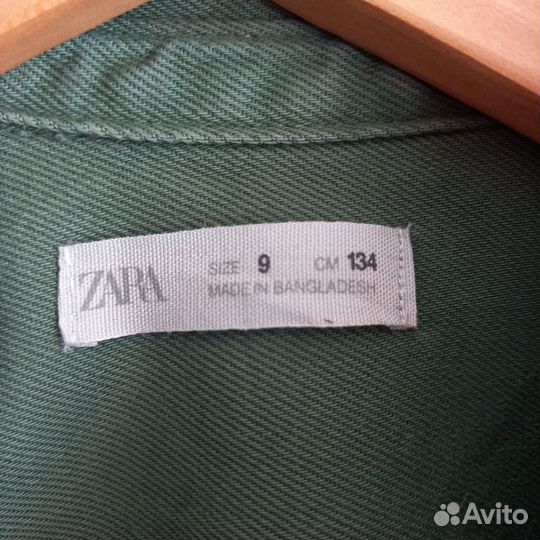 ZARA
SIZE 9 CM 134
MADE IN BANGLADESH
Avito